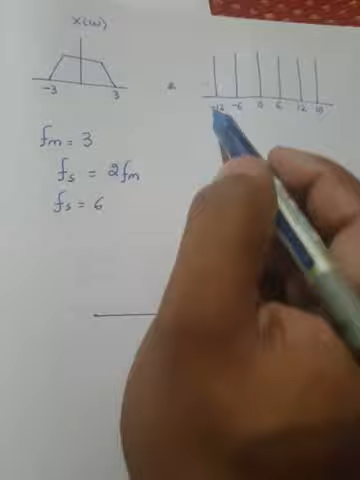 X(w)
-3 3
-12 -6 0 6 12 18
fm = 3
fs = 2fm
fs = 6